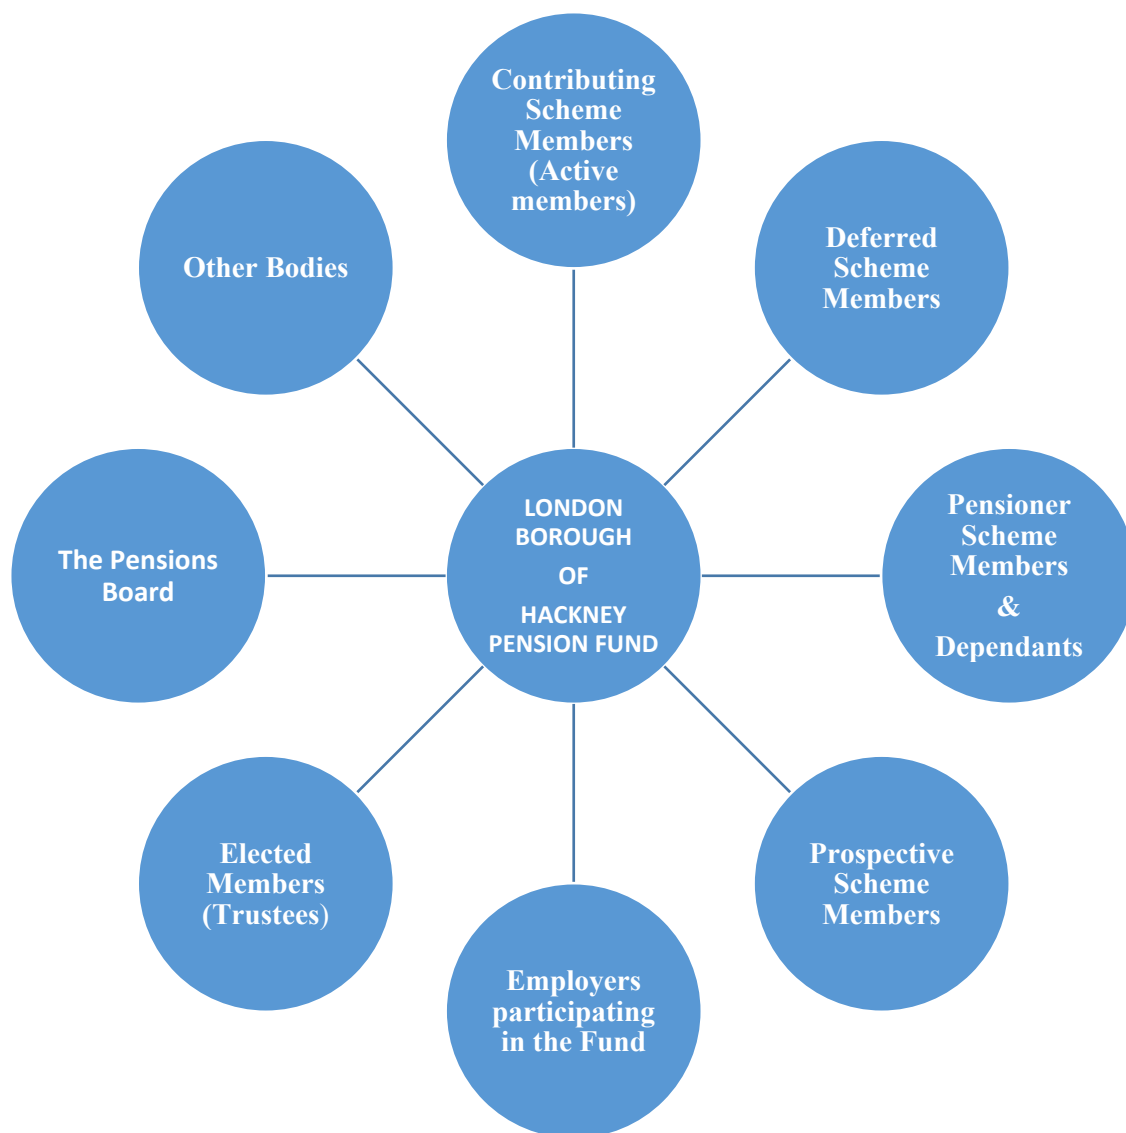 Contributing
Scheme
Members
(Active
members)
Deferred
Scheme
Members
Pensioner
Scheme
Members
&
Dependants
Prospective
Scheme
Members
Employers
participating
in the Fund
Elected
Members
(Trustees)
The Pensions
Board
Other Bodies
LONDON
BOROUGH
OF
HACKNEY
PENSION FUND